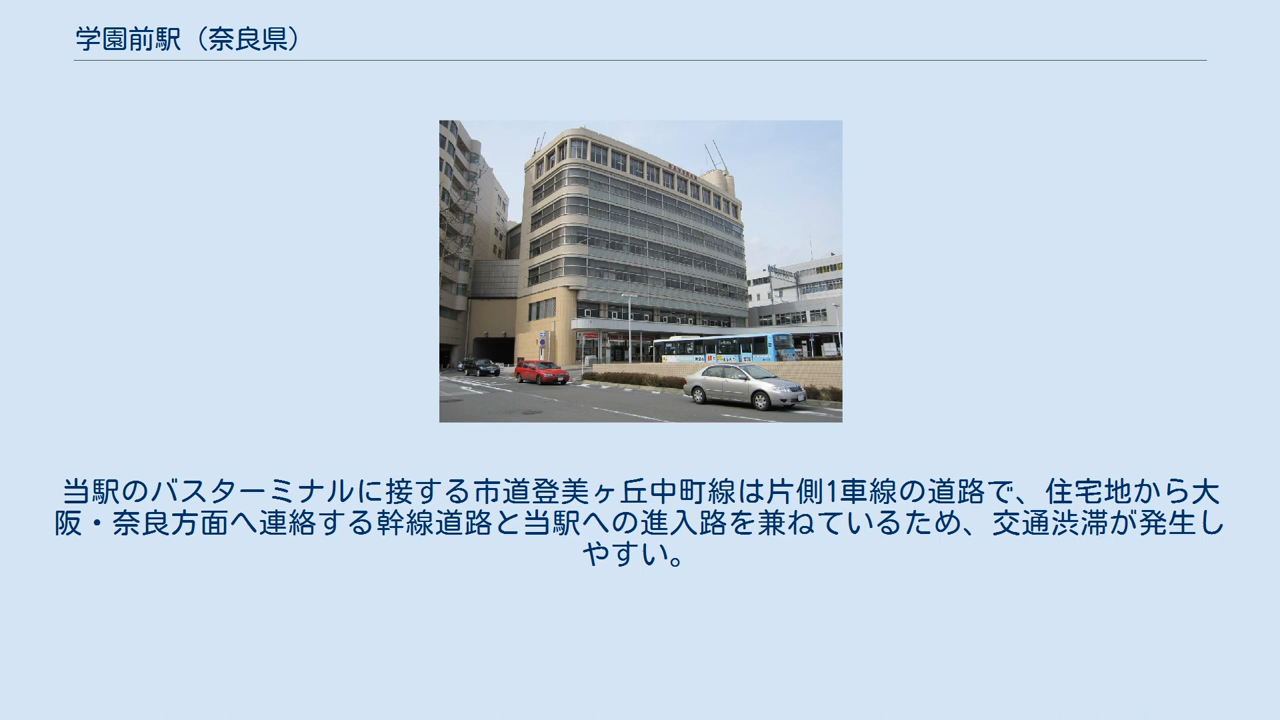 学園前駅（奈良県）
当駅のバスターミナルに接する市道登美ヶ丘中町線は片側1車線の道路で、住宅地から大
阪・奈良方面へ連絡する幹線道路と当駅への進入路を兼ねているため、交通渋滞が発生し
やすい。